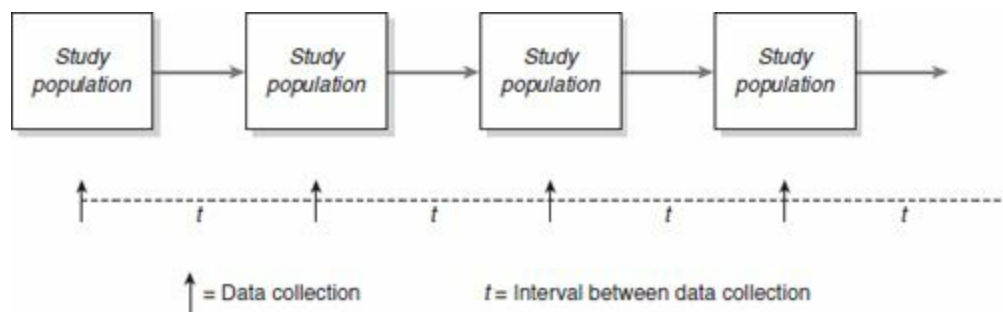 Study population
Study population
Study population
Study population
t
t
t
t
= Data collection
t = Interval between data collection